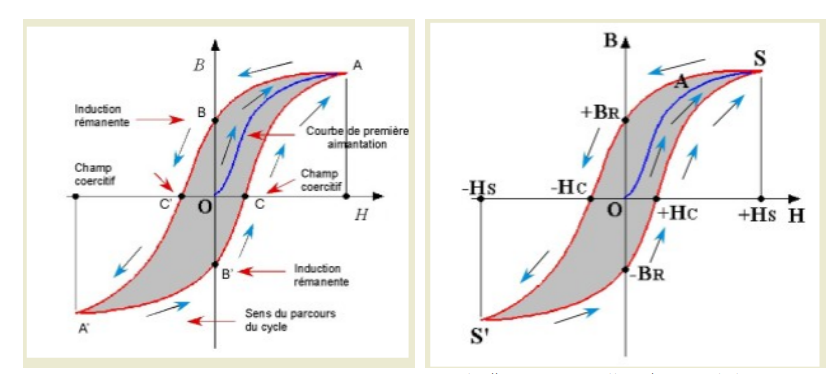 B
A
B
Induction
rémanente
Courbe de première
aimantation
Champ
coercitif
Champ
coercitif
C'
O
C
H
B'
Induction
rémanente
A'
Sens du parcours
du cycle
B
S
A
+BR
-HS
-HC
O
+HC
+HS
H
-BR
S'